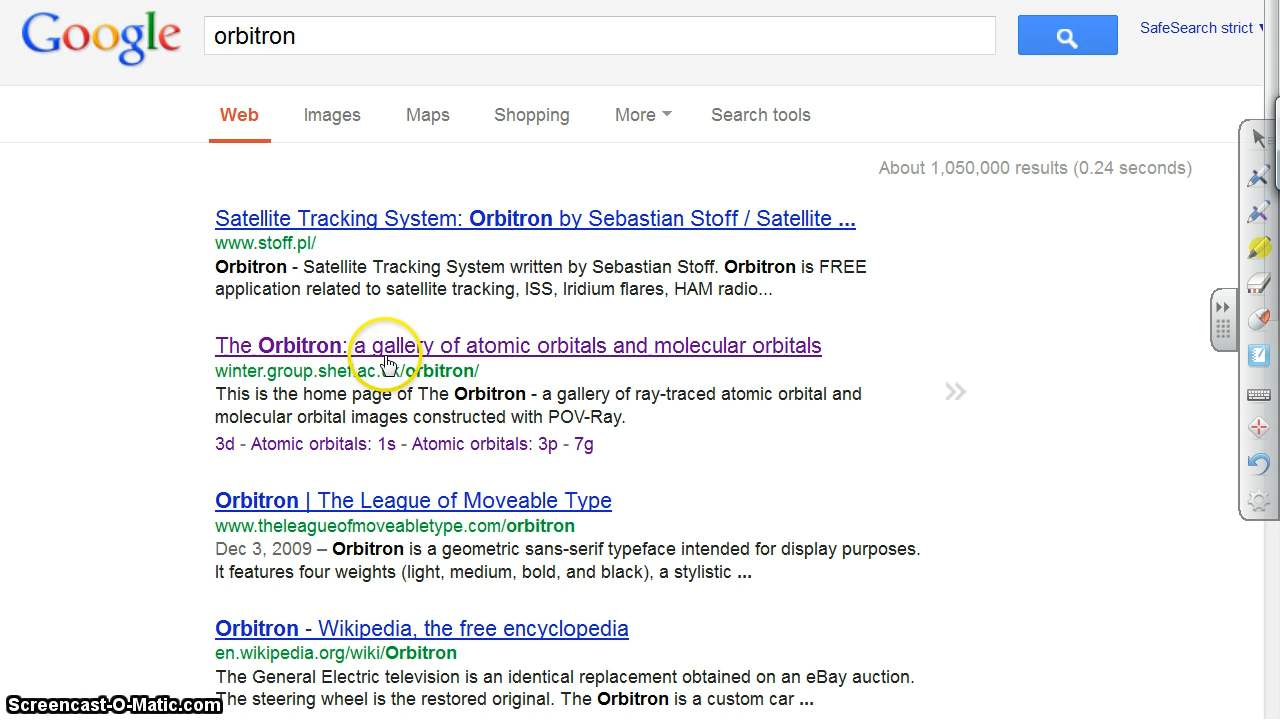 Google
orbitron
SafeSearch strict
Web Images Maps Shopping More Search tools
About 1,050,000 results (0.24 seconds)
Satellite Tracking System: Orbitron by Sebastian Stoff / Satellite ...
www.stoff.pl/
Orbitron - Satellite Tracking System written by Sebastian Stoff. Orbitron is FREE
application related to satellite tracking, ISS, Iridium flares, HAM radio...
The Orbitron: a gallery of atomic orbitals and molecular orbitals
winter.group.shef.ac.uk/orbitron/
This is the home page of The Orbitron - a gallery of ray-traced atomic orbital and
molecular orbital images constructed with POV-Ray.
3d - Atomic orbitals: 1s - Atomic orbitals: 3p - 7g
Orbitron | The League of Moveable Type
www.theleagueofmoveabletype.com/orbitron
Dec 3, 2009 – Orbitron is a geometric sans-serif typeface intended for display purposes.
It features four weights (light, medium, bold, and black), a stylistic ...
Orbitron - Wikipedia, the free encyclopedia
en.wikipedia.org/wiki/Orbitron
The General Electric television is an identical replacement obtained on an eBay auction.
The steering wheel is the restored original. The Orbitron is a custom car ...
Screencast-O-Matic.com